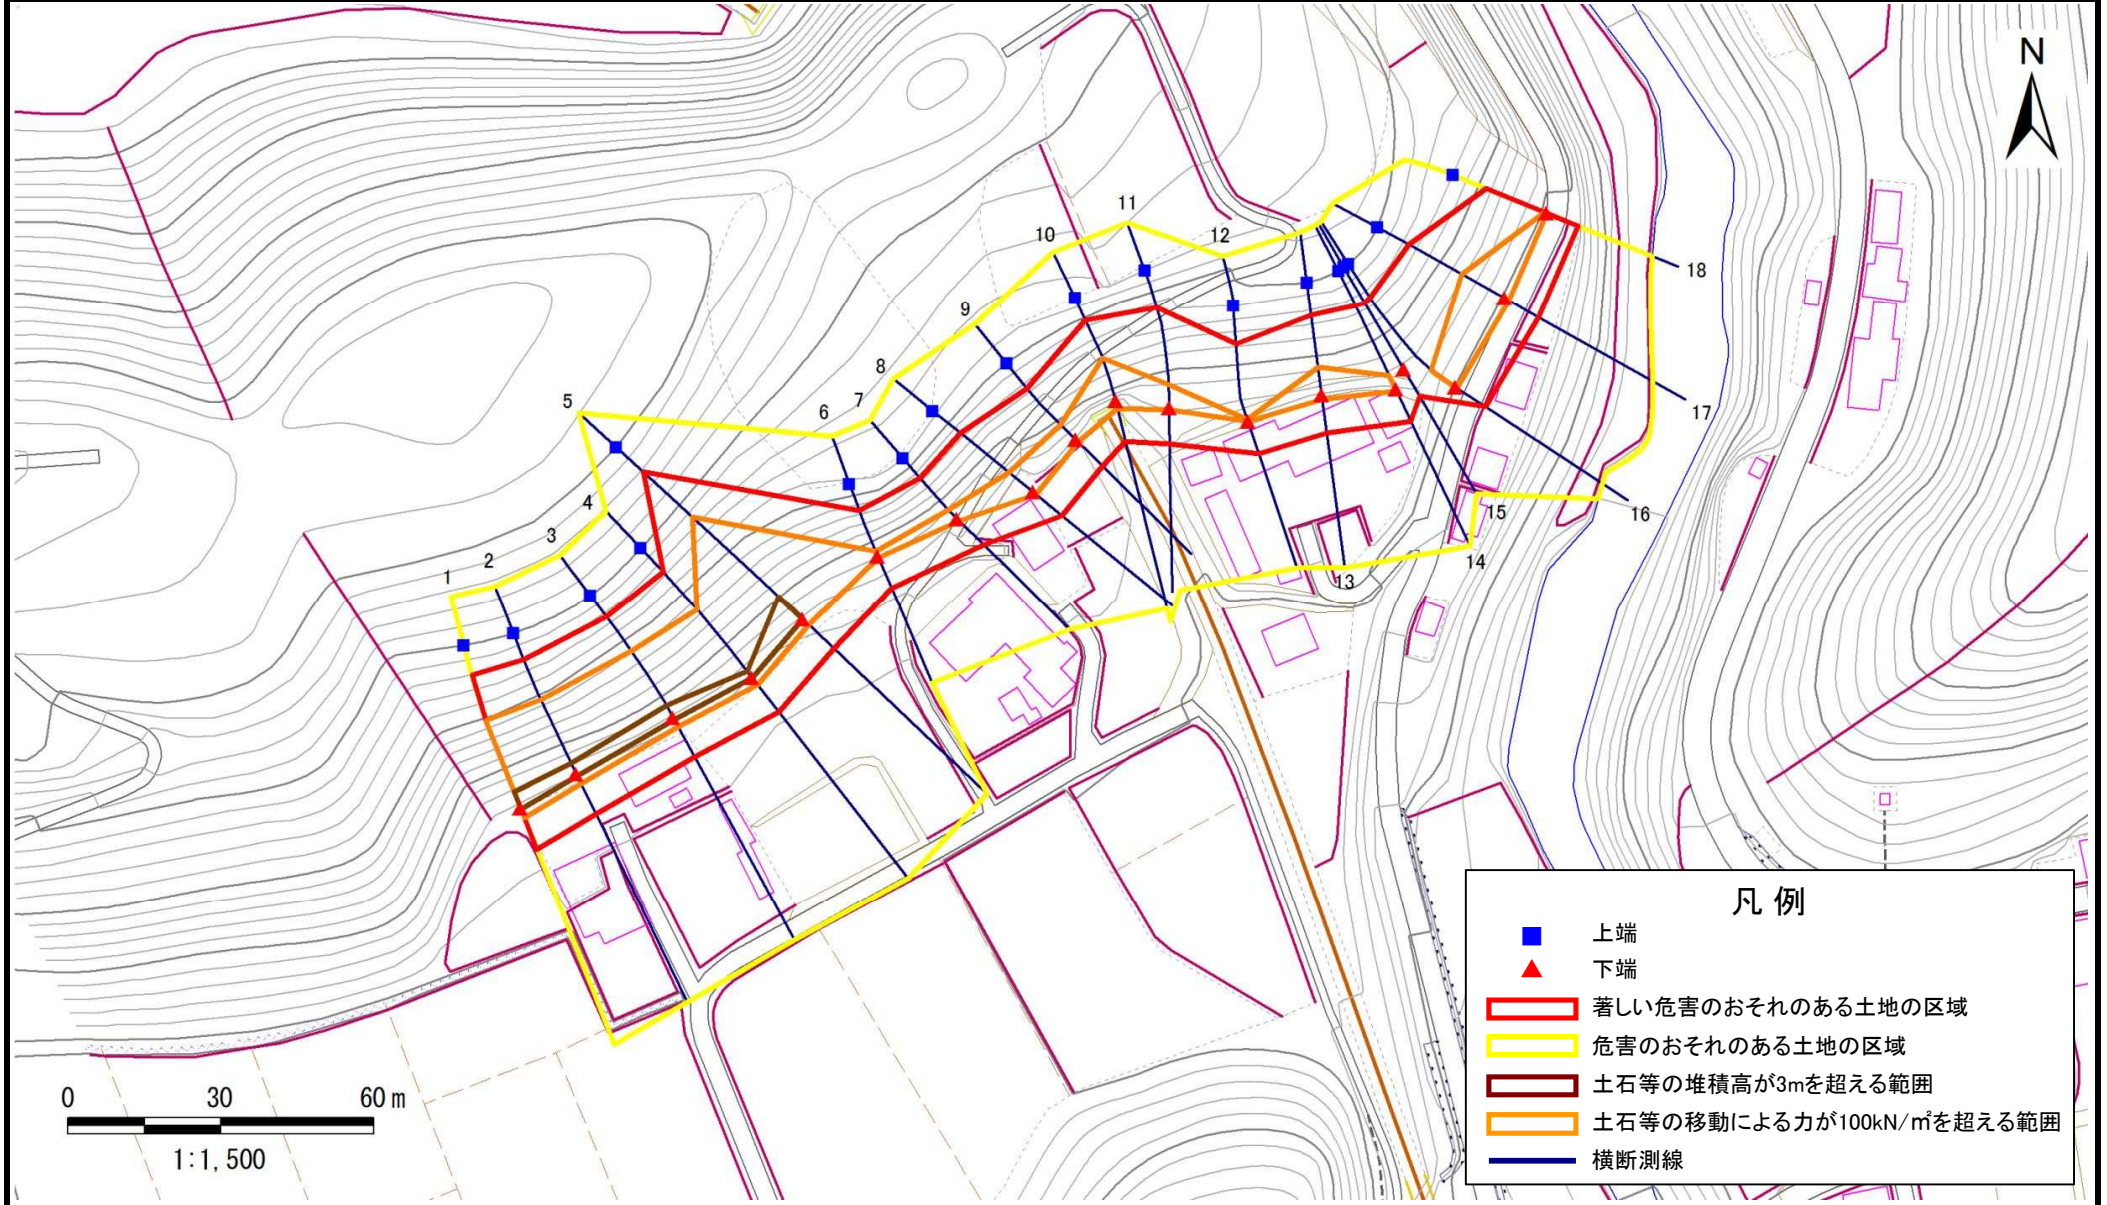 N
1
2
3
4
5
6
7
8
9
10
11
12
13
14
15
16
17
18
凡 例
上端
下端
著しい危害のおそれのある土地の区域
危害のおそれのある土地の区域
土石等の堆積高が3mを超える範囲
土石等の移動による力が100kN/㎡を超える範囲
横断測線
0 30 60 m
1:1,500